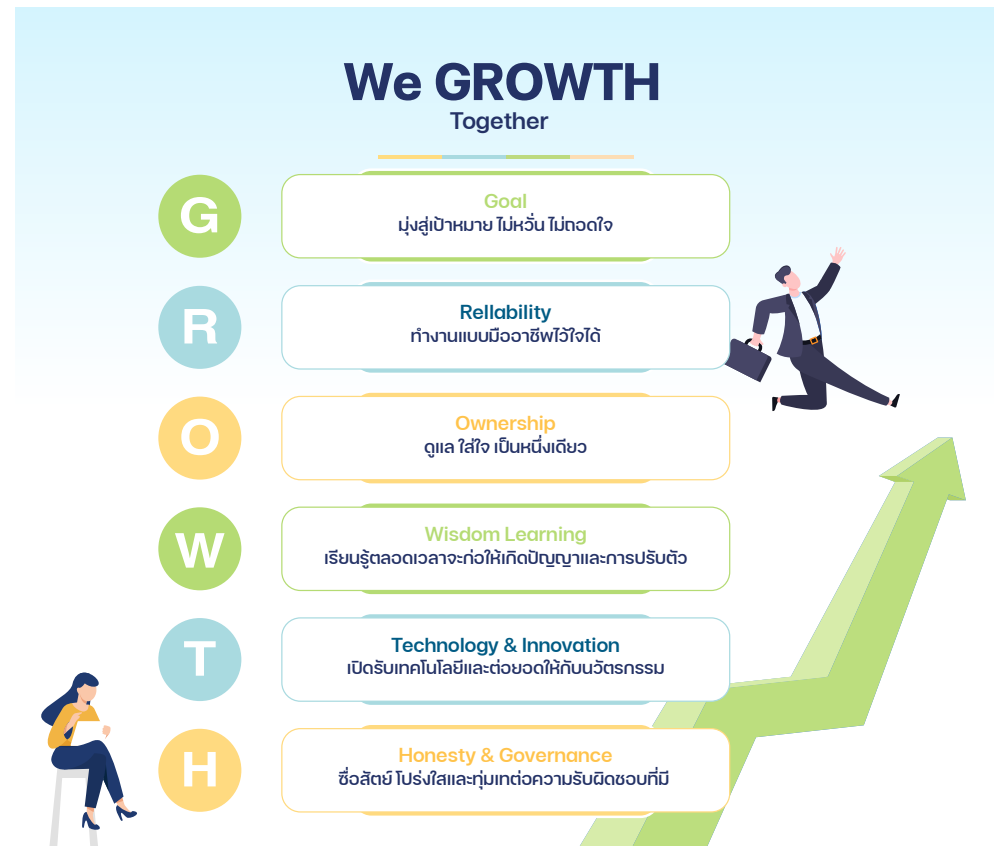 We GROWTH
Together
G
Goal
มุ่งสู่เป้าหมาย ไม่หวั่น ไม่ถอดใจ
R
Rellability
ทำงานแบบมืออาชีพไว้ใจได้
O
Ownership
ดูแล ใส่ใจ เป็นหนึ่งเดียว
W
Wisdom Learning
เรียนรู้ตลอดเวลาจะก่อให้เกิดปัญญาและการปรับตัว
T
Technology & Innovation
เปิดรับเทคโนโลยีและต่อยอดให้กับนวัตรกรรม
H
Honesty & Governance
ซื่อสัตย์ โปร่งใสและทุ่มเทต่อความรับผิดชอบที่มี